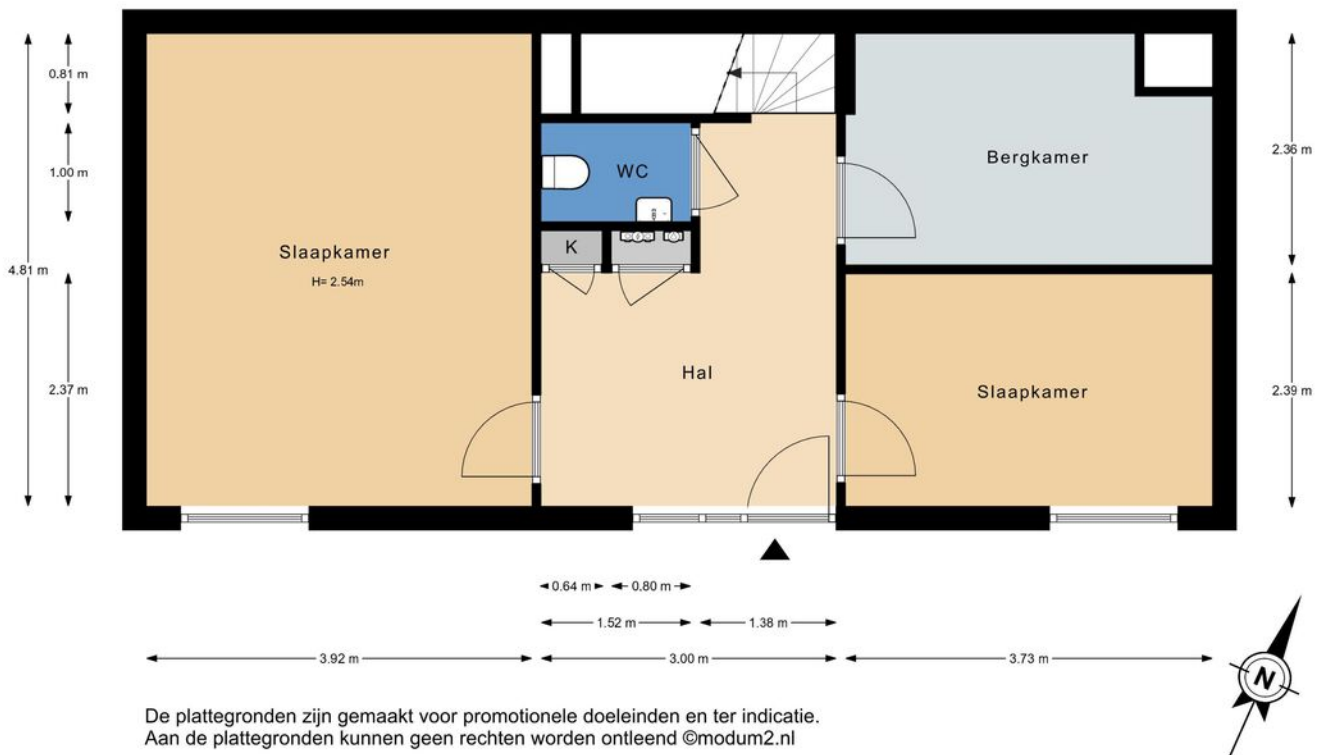 0.81 m
1.00 m
4.81 m
2.37 m
Slaapkamer
H= 2.54m
WC
K
Hal
Bergkamer
Slaapkamer
2.36 m
2.39 m
0.64 m
0.80 m
1.52 m
1.38 m
3.92 m
3.00 m
3.73 m
N
De plattegronden zijn gemaakt voor promotionele doeleinden en ter indicatie.
Aan de plattegronden kunnen geen rechten worden ontleend ©modum2.nl